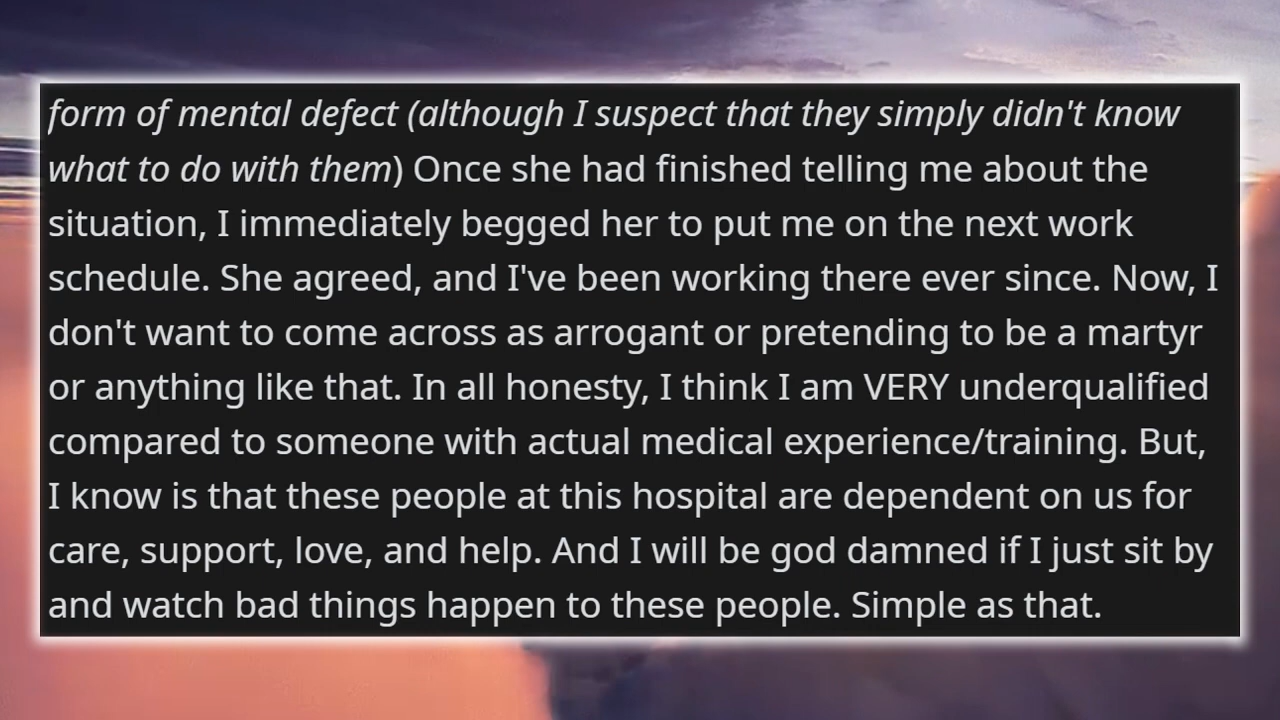 form of mental defect (although I suspect that they simply didn't know
what to do with them) Once she had finished telling me about the
situation, I immediately begged her to put me on the next work
schedule. She agreed, and I've been working there ever since. Now, I
don't want to come across as arrogant or pretending to be a martyr
or anything like that. In all honesty, I think I am VERY underqualified
compared to someone with actual medical experience/training. But,
I know is that these people at this hospital are dependent on us for
care, support, love, and help. And I will be god damned if I just sit by
and watch bad things happen to these people. Simple as that.